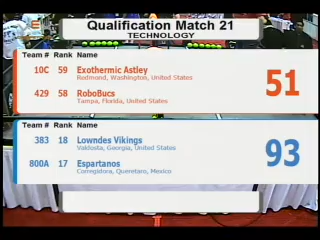 Qualification Match 21
TECHNOLOGY
Team # Rank Name
10C 59 Exothermic Astley
Redmond, Washington, United States
429 58 RoboBucs
Tampa, Florida, United States
51
Team # Rank Name
383 18 Lowndes Vikings
Valdosta, Georgia, United States
800A 17 Espartanos
Corregidora, Queretaro, Mexico
93